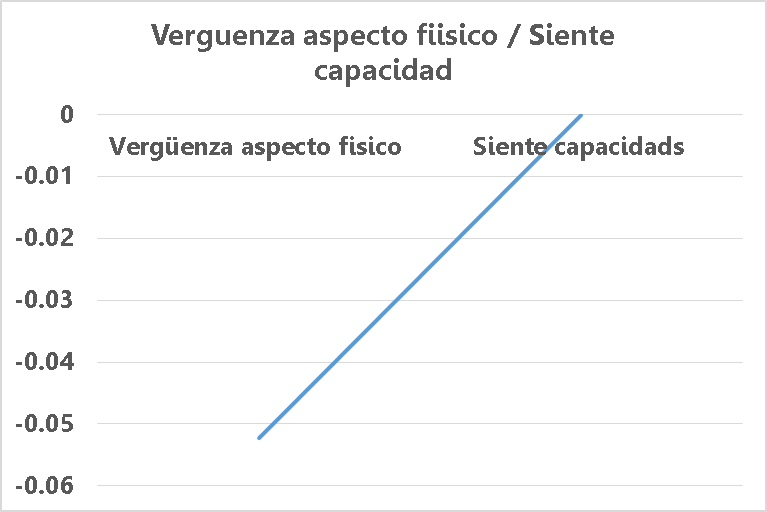 Verguenza aspecto fiisico / Siente
capacidad
0
Vergüenza aspecto fisico
Siente capacidads
-0.01
-0.02
-0.03
-0.04
-0.05
-0.06